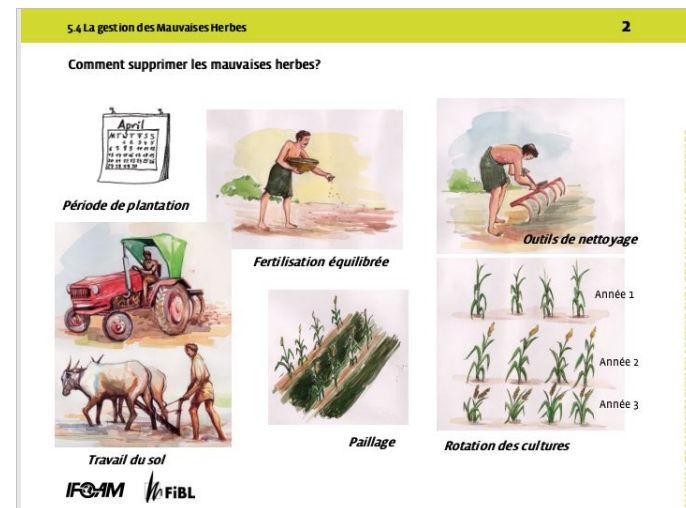 5.4 La gestion des Mauvaises Herbes
2
Comment supprimer les mauvaises herbes?
April
Période de plantation
Fertilisation équilibrée
Outils de nettoyage
Année 1
Année 2
Année 3
Travail du sol
Paillage
Rotation des cultures
IFOAM
FiBL